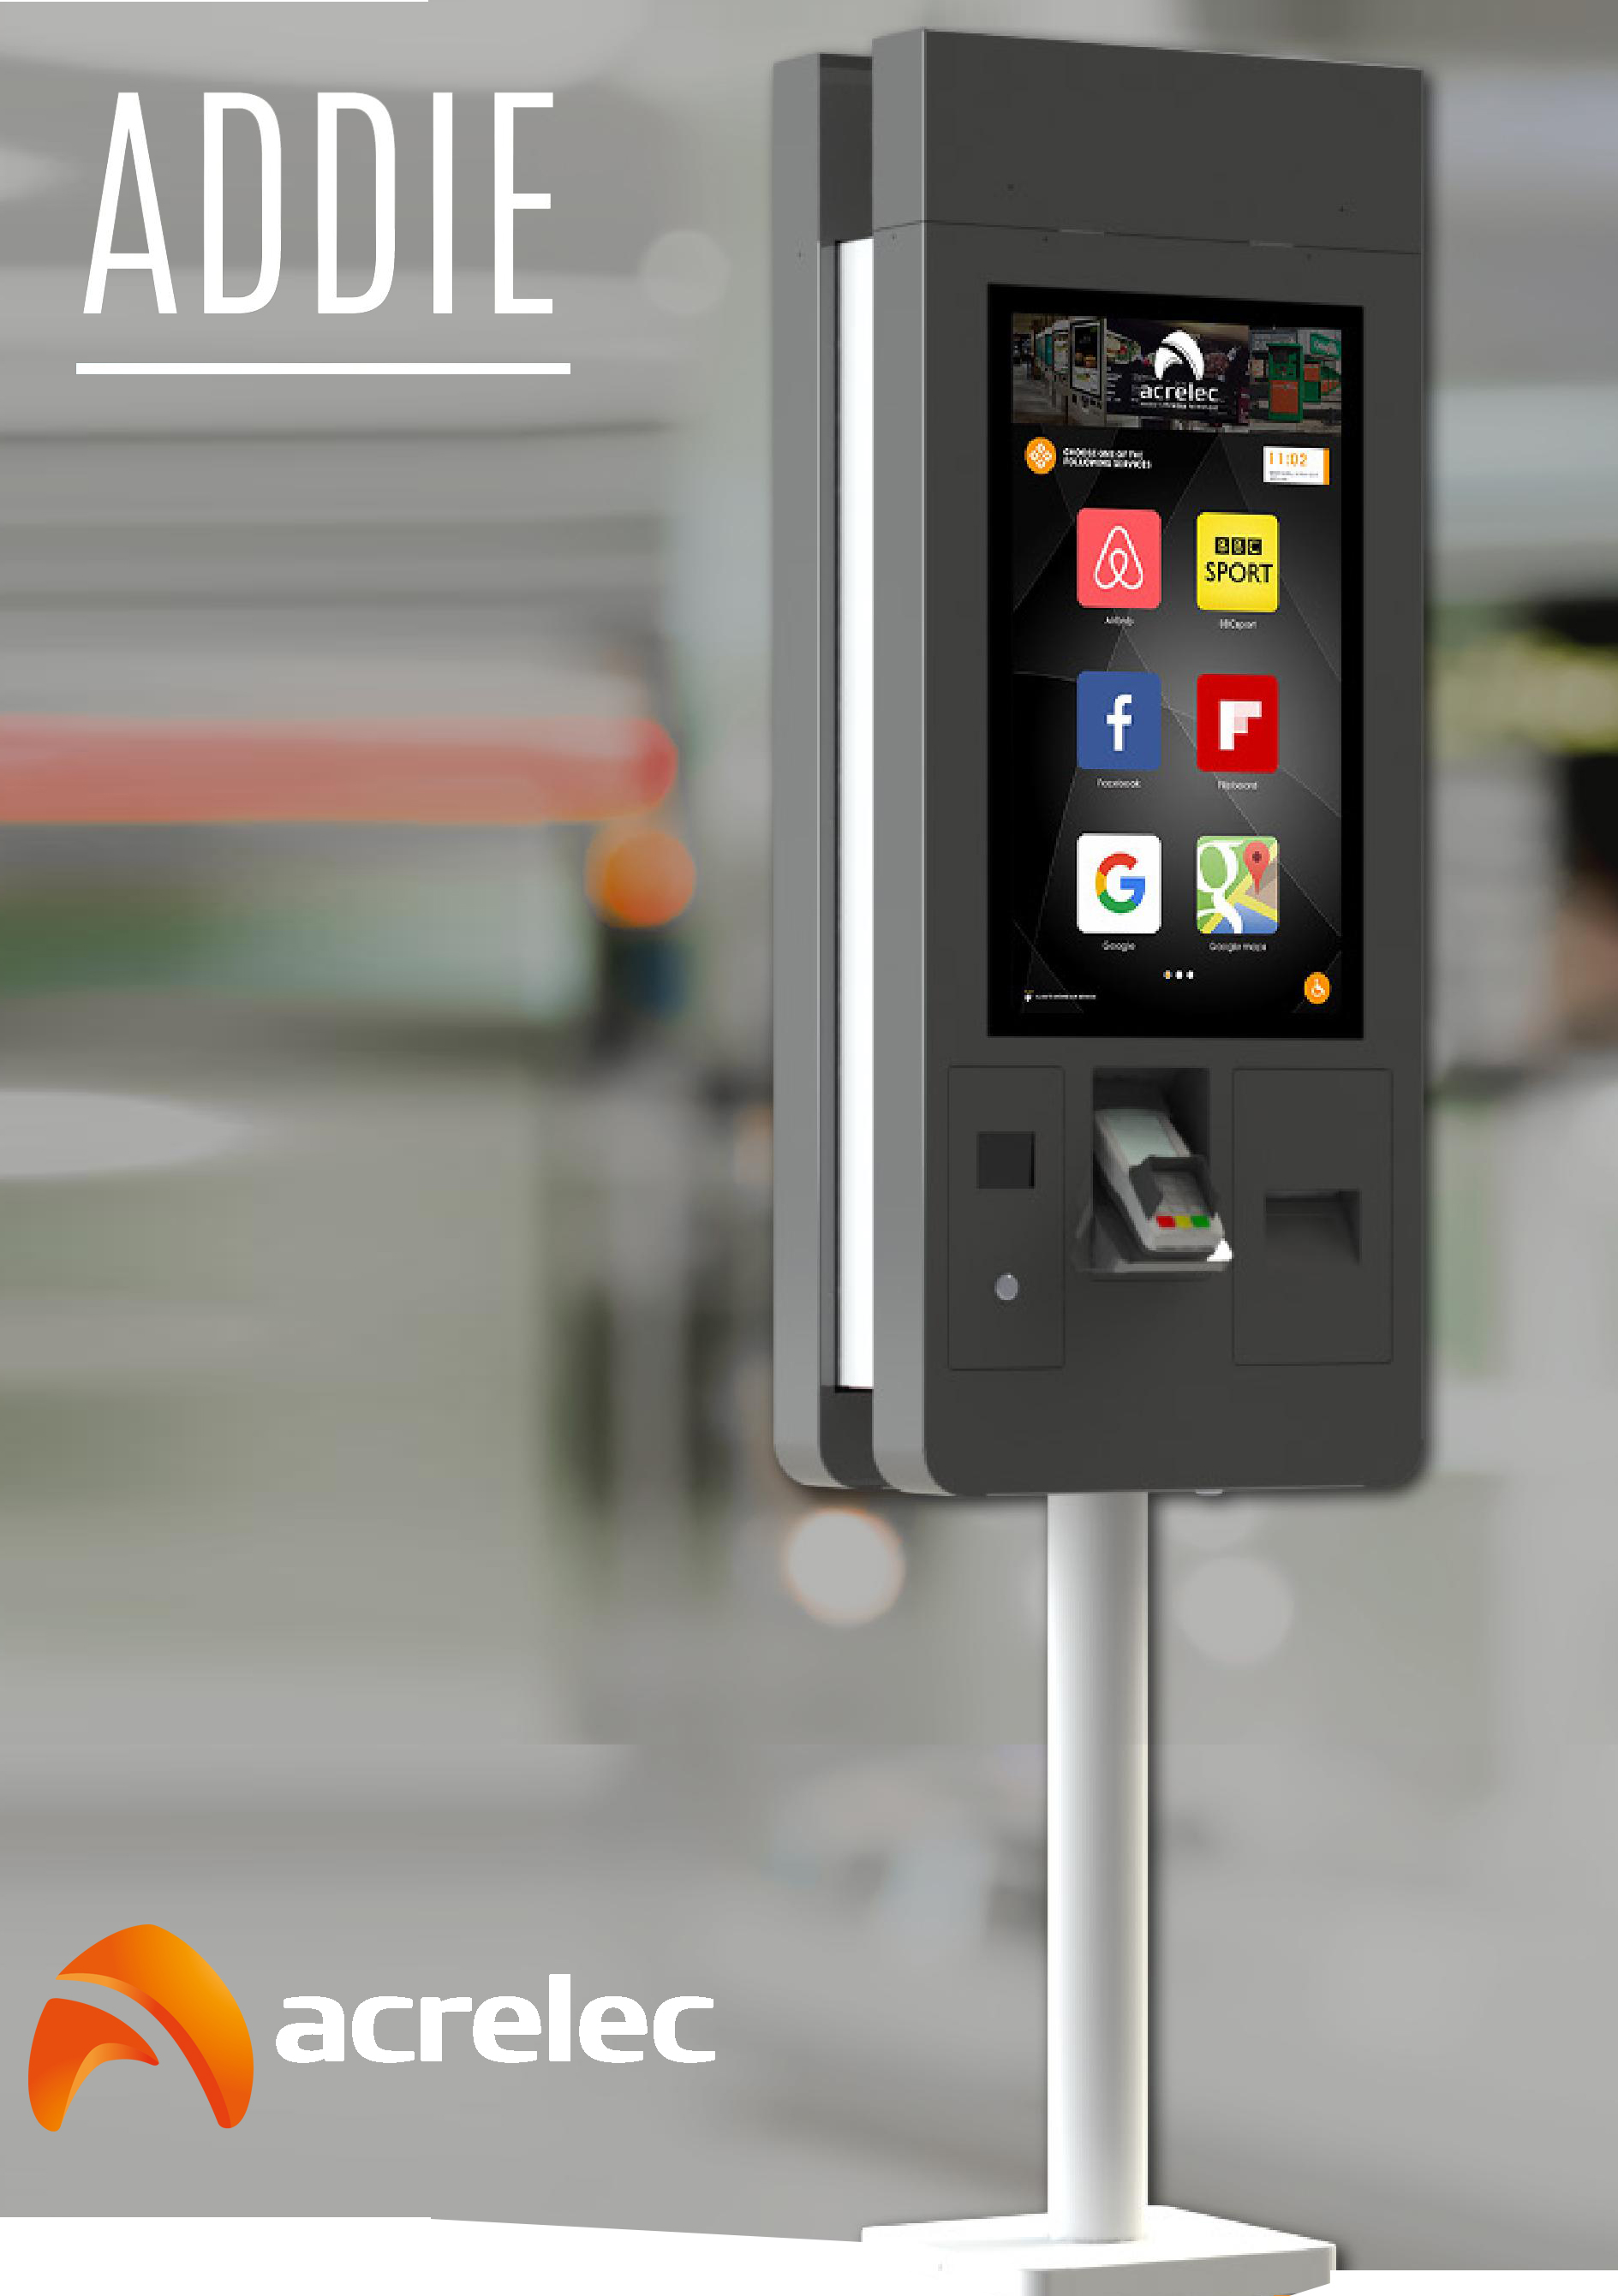 ADDIE
acrelec
CHOOSE ONE OF THE
FOLLOWING SERVICES
11:02
BBC
SPORT
Airbnb
BBCsport
Facebook
Flipboard
Google
Google maps
acrelec